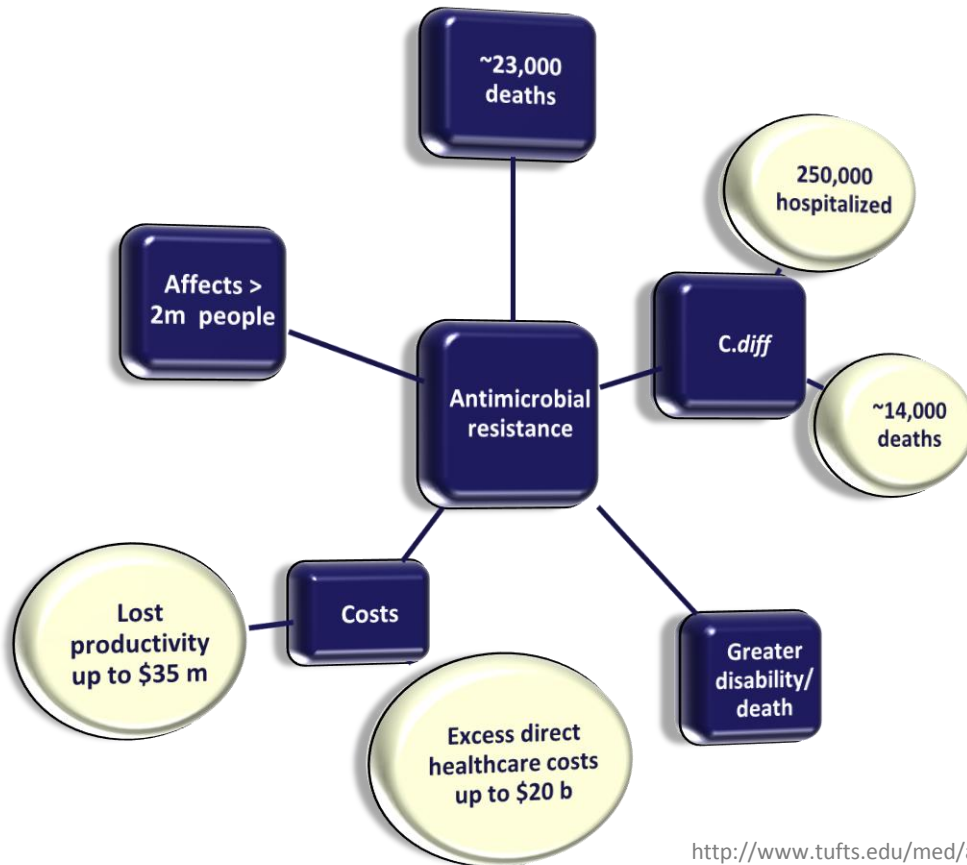 ~23,000
deaths
250,000
hospitalized
Affects >
2m people
C.diff
Antimicrobial
resistance
~14,000
deaths
Costs
Lost
productivity
up to $35 m
Greater
disability/
death
Excess direct
healthcare costs
up to $20 b
http://www.tufts.edu/med/